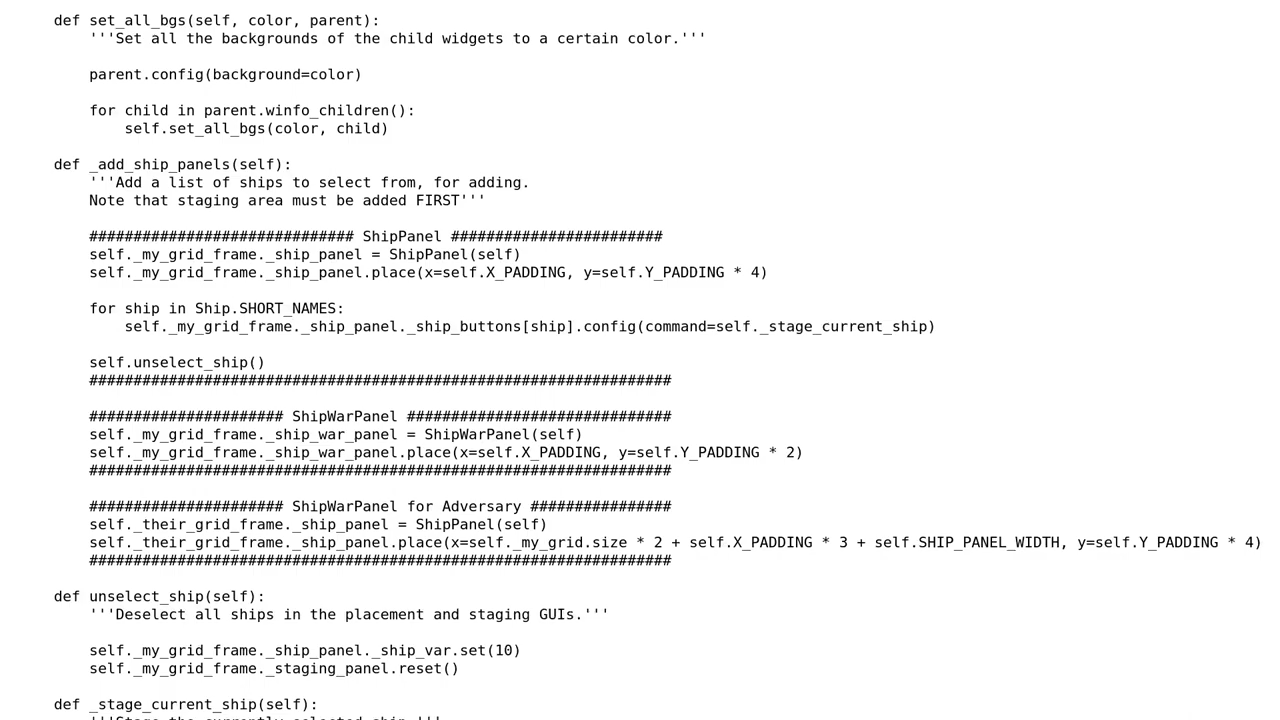 def set_all_bgs(self, color, parent):
'''Set all the backgrounds of the child widgets to a certain color.'''
parent.config(background=color)
for child in parent.winfo_children():
self.set_all_bgs(color, child)
def _add_ship_panels(self):
'''Add a list of ships to select from, for adding.
Note that staging area must be added FIRST'''
############################## ShipPanel ########################
self._my_grid_frame._ship_panel = ShipPanel(self)
self._my_grid_frame._ship_panel.place(x=self.X_PADDING, y=self.Y_PADDING * 4)
for ship in Ship.SHORT_NAMES:
self._my_grid_frame._ship_panel._ship_buttons[ship].config(command=self._stage_current_ship)
self.unselect_ship()
##################################################################
###################### ShipWarPanel ##############################
self._my_grid_frame._ship_war_panel = ShipWarPanel(self)
self._my_grid_frame._ship_war_panel.place(x=self.X_PADDING, y=self.Y_PADDING * 2)
##################################################################
###################### ShipWarPanel for Adversary ################
self._their_grid_frame._ship_panel = ShipPanel(self)
self._their_grid_frame._ship_panel.place(x=self._my_grid.size * 2 + self.X_PADDING * 3 + self.SHIP_PANEL_WIDTH, y=self.Y_PADDING * 4)
##################################################################
def unselect_ship(self):
'''Deselect all ships in the placement and staging GUIs.'''
self._my_grid_frame._ship_panel._ship_var.set(10)
self._my_grid_frame._staging_panel.reset()
def _stage_current_ship(self):
'''Stage the currently selected ship.'''